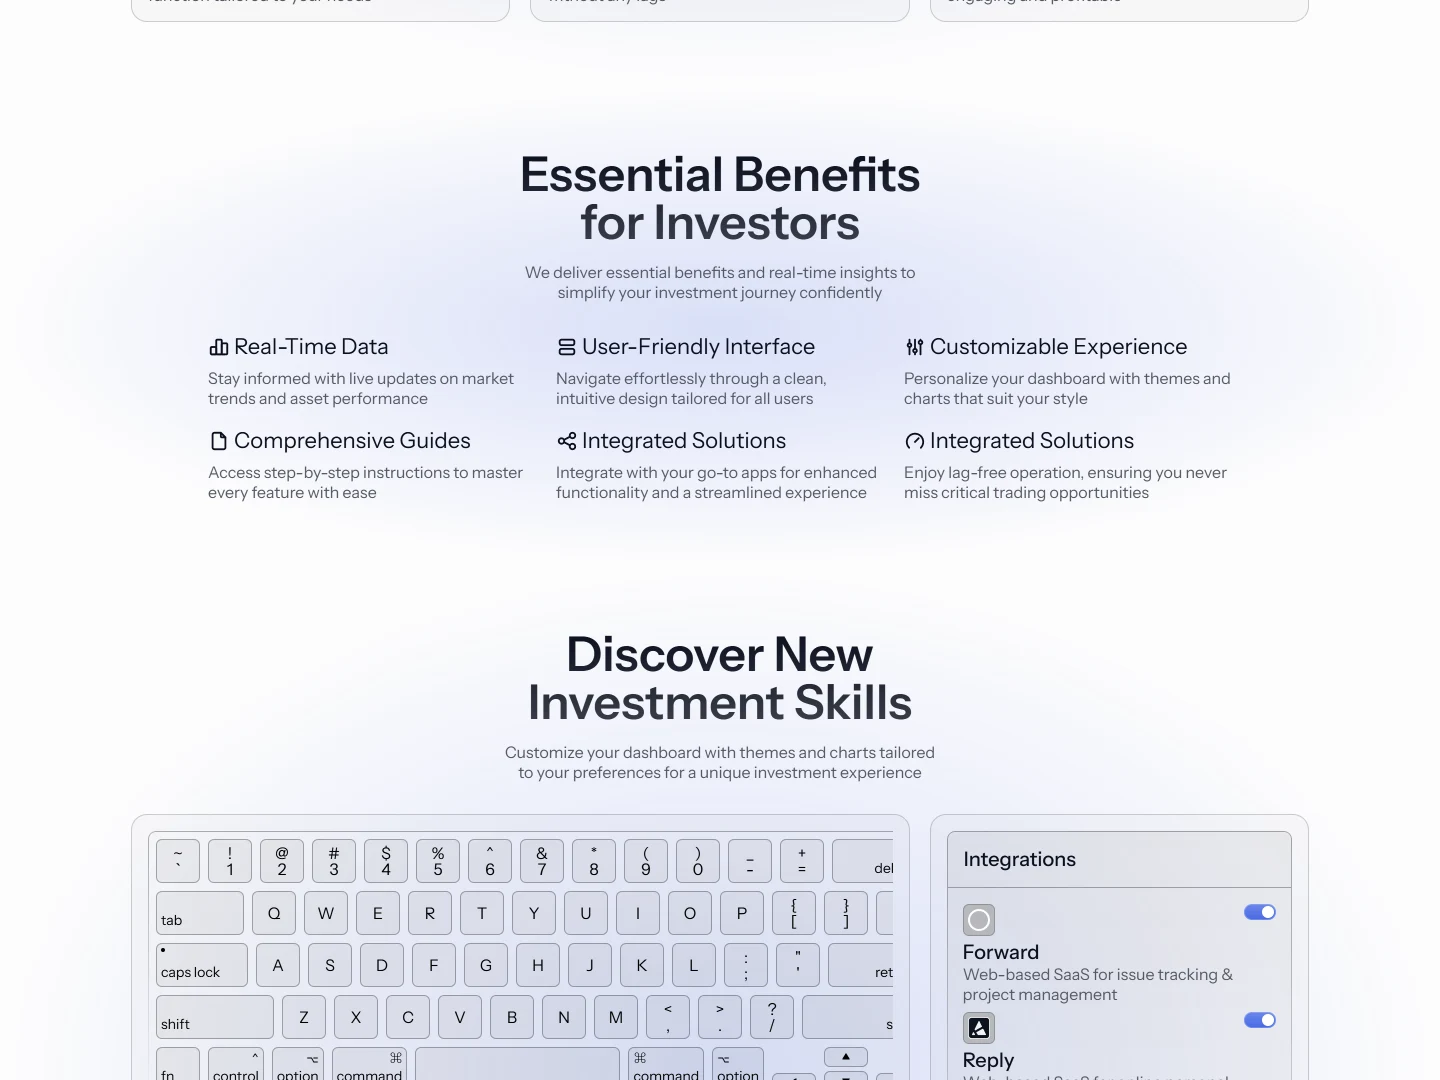 Essential Benefits
for Investors
We deliver essential benefits and real-time insights to
simplify your investment journey confidently
Real-Time Data
Stay informed with live updates on market
trends and asset performance
User-Friendly Interface
Navigate effortlessly through a clean,
intuitive design tailored for all users
Customizable Experience
Personalize your dashboard with themes and
charts that suit your style
Comprehensive Guides
Access step-by-step instructions to master
every feature with ease
Integrated Solutions
Integrate with your go-to apps for enhanced
functionality and a streamlined experience
Integrated Solutions
Enjoy lag-free operation, ensuring you never
miss critical trading opportunities
Discover New
Investment Skills
Customize your dashboard with themes and charts tailored
to your preferences for a unique investment experience
~ ! @ # $ % ^ & * ( ) _ +
` 1 2 3 4 5 6 7 8 9 0 - = del
tab Q W E R T Y U I O P { [ } ]
caps lock A S D F G H J K L : ; " ' ret
shift Z X C V B N M < , > . ? / s
^ ⌥ ⌘ ⌘ ⌥
fn control option command command option
Integrations
Forward
Web-based SaaS for issue tracking &
project management
Reply